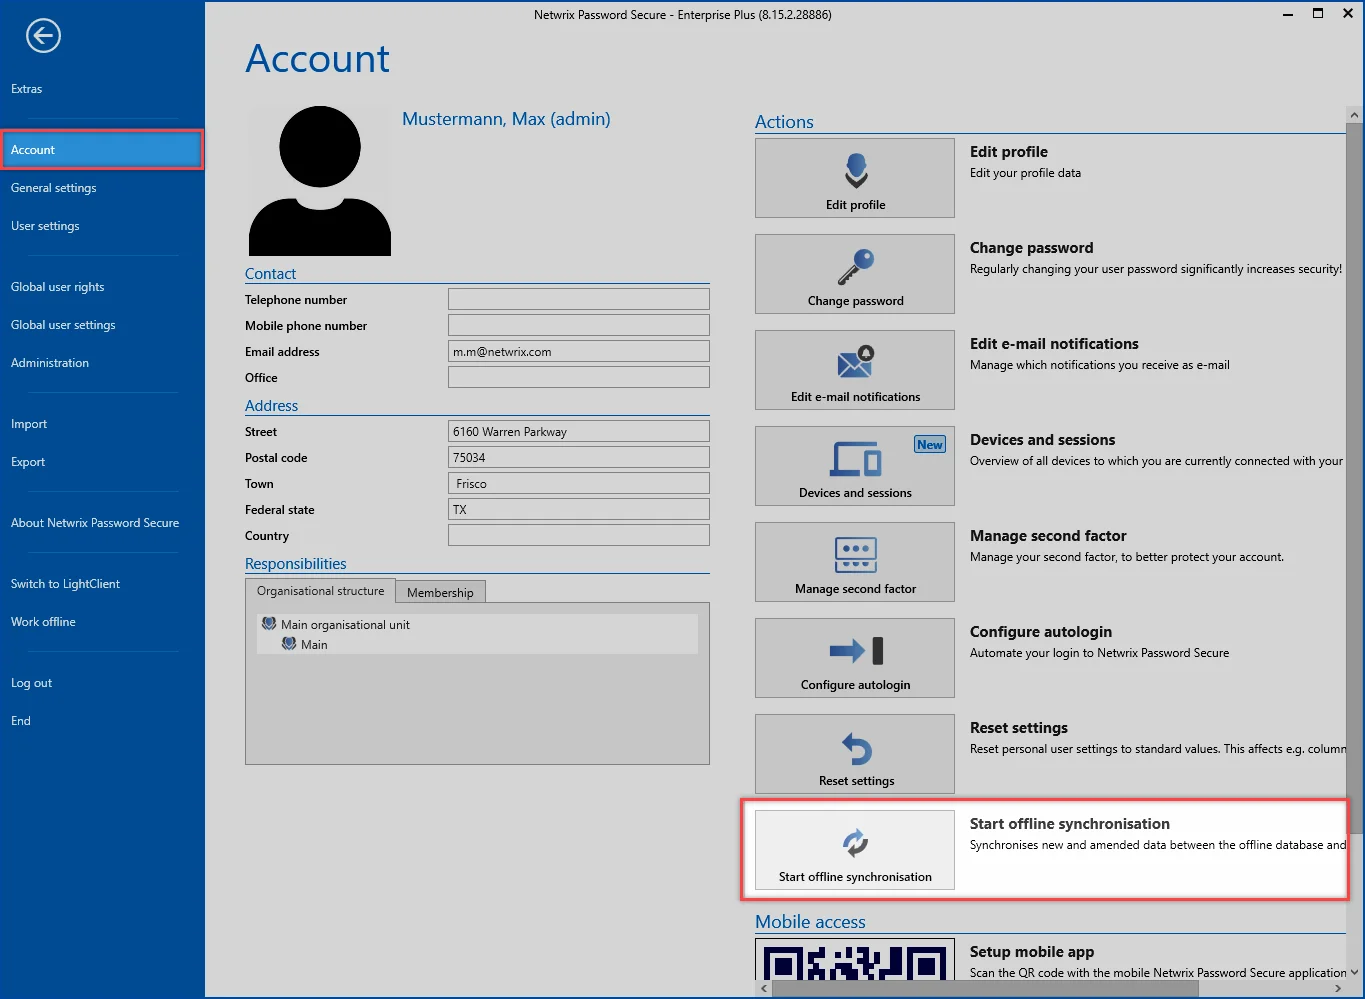 Netwrix Password Secure - Enterprise Plus (8.15.2.28886)
Extras
Account
General settings
User settings
Global user rights
Global user settings
Administration
Import
Export
About Netwrix Password Secure
Switch to LightClient
Work offline
Log out
End
Account
Mustermann, Max (admin)
Contact
Telephone number
Mobile phone number
Email address m.m@netwrix.com
Office
Address
Street 6160 Warren Parkway
Postal code 75034
Town Frisco
Federal state TX
Country
Responsibilities
Organisational structure Membership
Main organisational unit
Main
Actions
Edit profile
Edit profile
Edit your profile data
Change password
Change password
Regularly changing your user password significantly increases security!
Edit e-mail notifications
Edit e-mail notifications
Manage which notifications you receive as e-mail
New
Devices and sessions
Devices and sessions
Overview of all devices to which you are currently connected with your
Manage second factor
Manage second factor
Manage your second factor, to better protect your account.
Configure autologin
Configure autologin
Automate your login to Netwrix Password Secure
Reset settings
Reset settings
Reset personal user settings to standard values. This affects e.g. column
Start offline synchronisation
Start offline synchronisation
Synchronises new and amended data between the offline database and
Mobile access
Setup mobile app
Scan the QR code with the mobile Netwrix Password Secure application